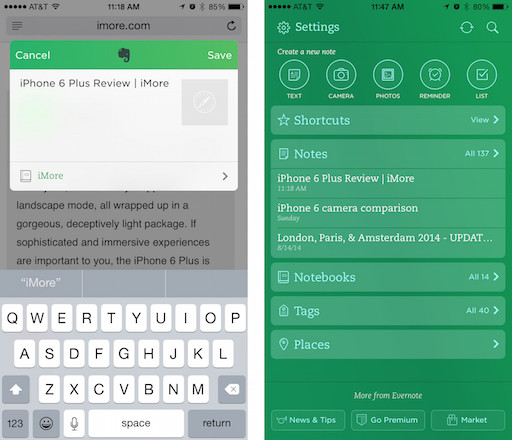 AT&T 11:18 AM 85%
imore.com
Cancel Save
iPhone 6 Plus Review | iMore
iMore
landscape mode, all wrapped up in a
gorgeous, deceptively light package. If
sophisticated and immersive experiences
are important to you, the iPhone 6 Plus is
"iMore"
Q W E R T Y U I O P
A S D F G H J K L
Z X C V B N M
123 space return
AT&T 11:47 AM 80%
Settings
Create a new note
TEXT CAMERA PHOTOS REMINDER LIST
Shortcuts View
Notes All 137
iPhone 6 Plus Review | iMore
11:18 AM
iPhone 6 camera comparison
Sunday
London, Paris, & Amsterdam 2014 - UPDAT...
8/14/14
Notebooks All 14
Tags All 40
Places
More from Evernote
News & Tips Go Premium Market